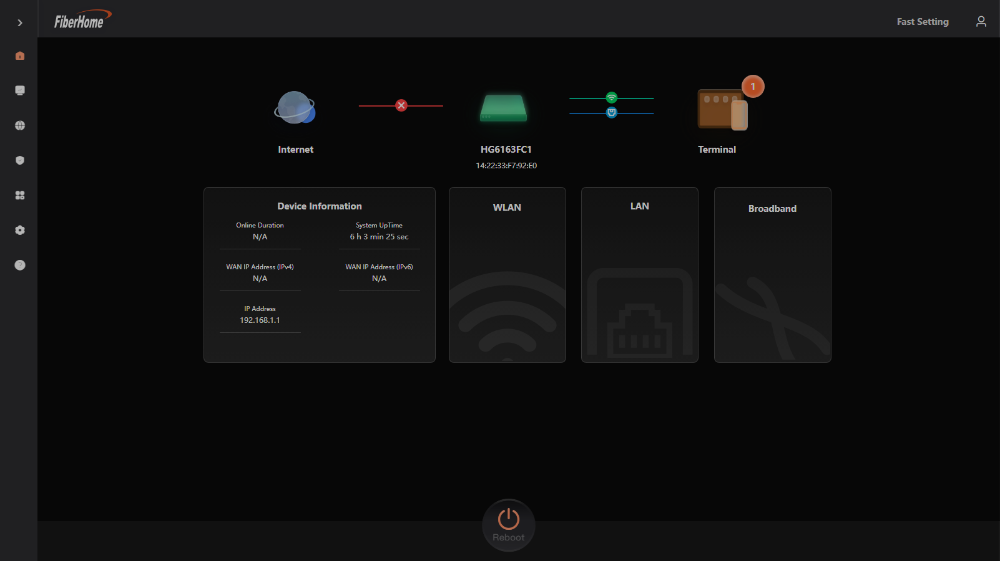 FiberHome
Fast Setting
1
Internet
HG6163FC1
14:22:33:F7:92:E0
Terminal
Device Information
Online Duration
N/A
System UpTime
6 h 3 min 25 sec
WAN IP Address (IPv4)
N/A
WAN IP Address (IPv6)
N/A
IP Address
192.168.1.1
WLAN
LAN
Broadband
Reboot